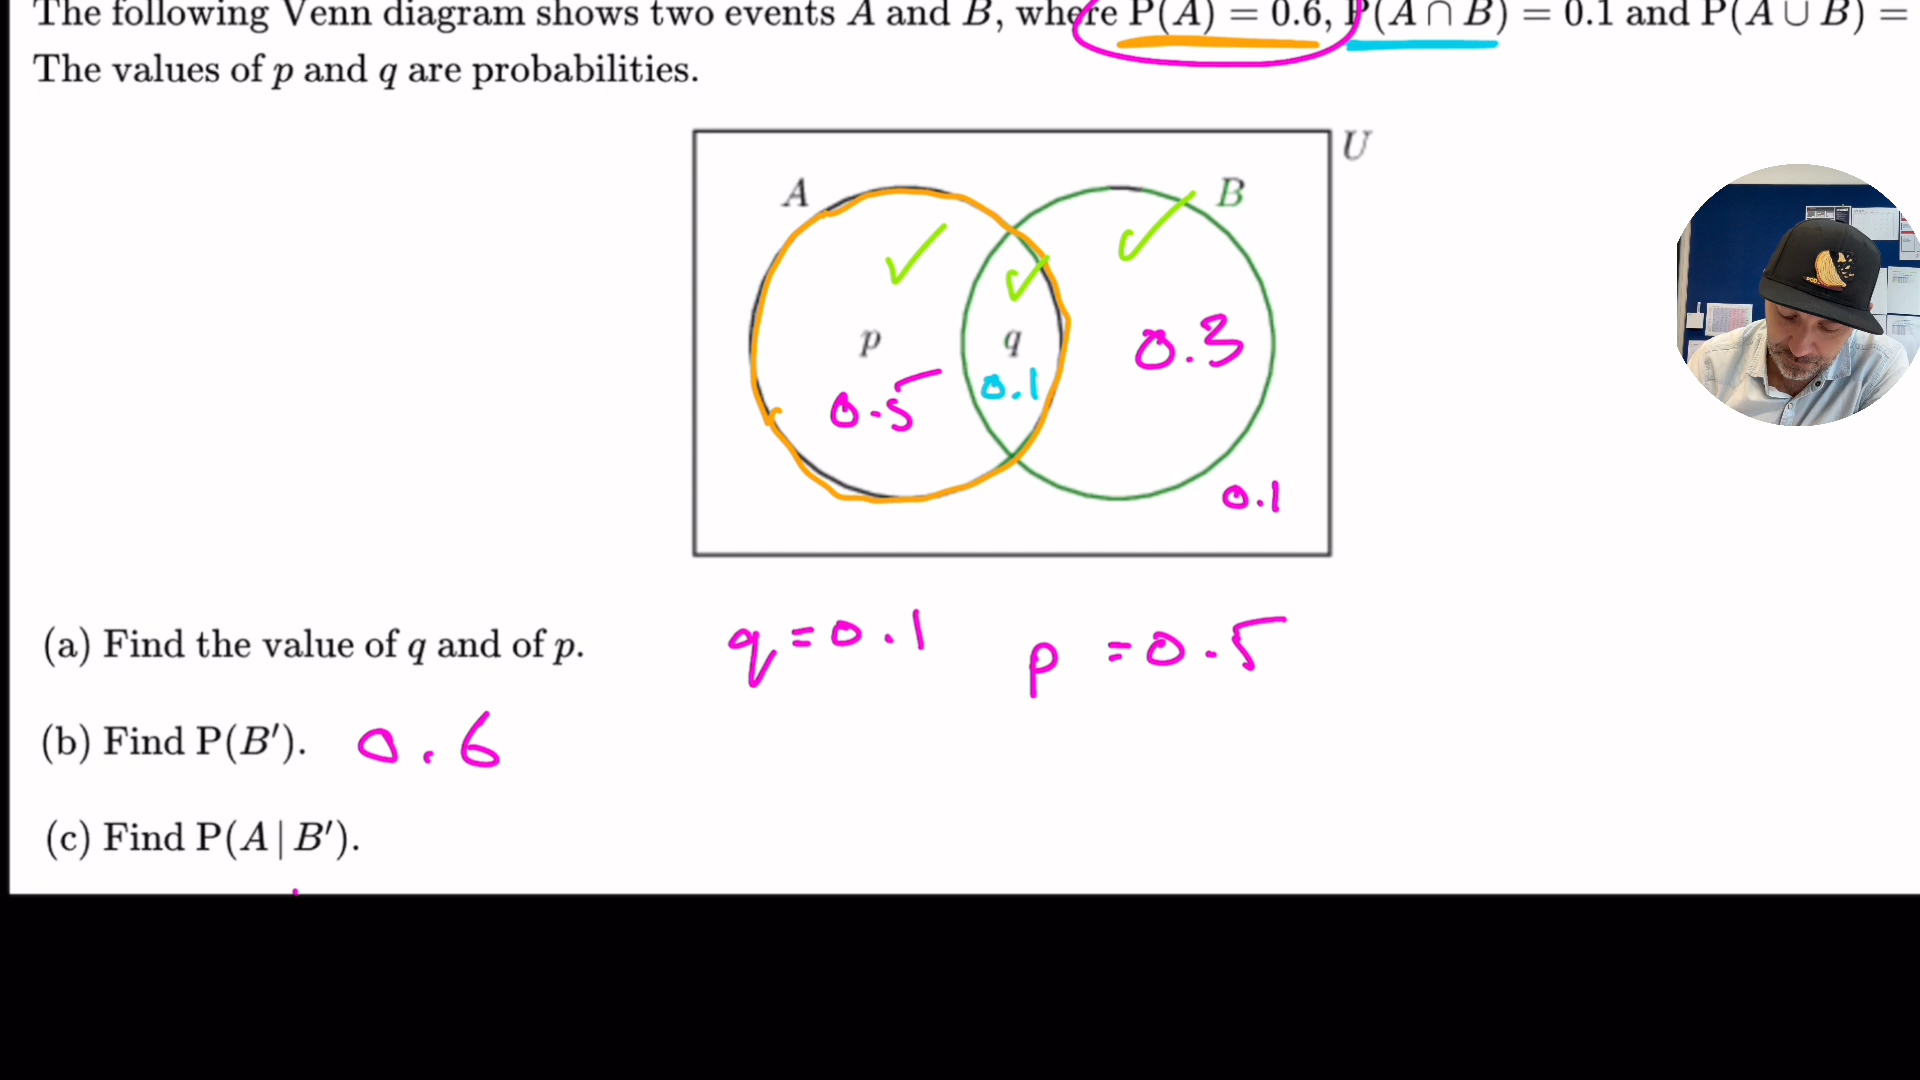 The following Venn diagram shows two events A and B, where P(A) = 0.6, P(A ∩ B) = 0.1 and P(A ∪ B) =
The values of p and q are probabilities.
U
A
B
p
q
0.3
0.5
0.1
0.1
(a) Find the value of q and of p.
q = 0.1
p = 0.5
(b) Find P(B′).
0.6
(c) Find P(A | B′).